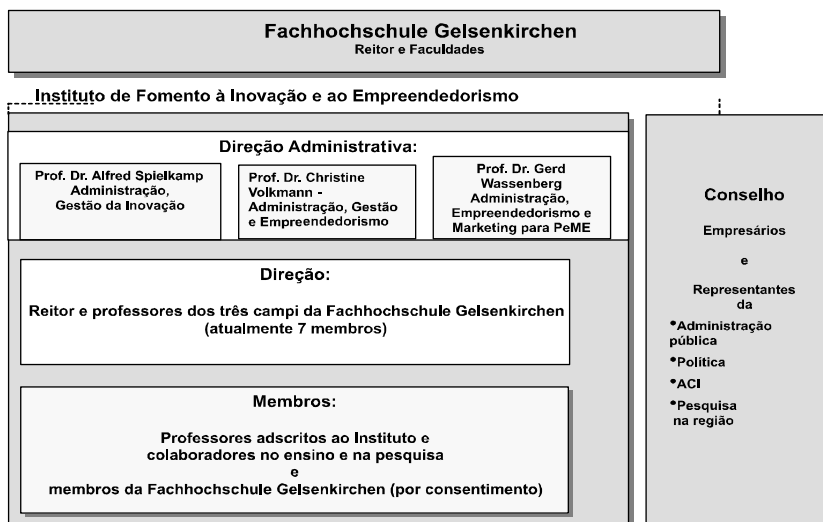 Fachhochschule Gelsenkirchen
Reitor e Faculdades
Instituto de Fomento à Inovação e ao Empreendedorismo
Direção Administrativa:
Prof. Dr. Alfred Spielkamp
Administração,
Gestão da Inovação
Prof. Dr. Christine
Volkmann -
Administração, Gestão
e Empreendedorismo
Prof. Dr. Gerd
Wassenberg
Administração,
Empreendedorismo e
Marketing para PeME
Direção:
Reitor e professores dos três campi da Fachhochschule Gelsenkirchen
(atualmente 7 membros)
Membros:
Professores adscritos ao Instituto e
colaboradores no ensino e na pesquisa
e
membros da Fachhochschule Gelsenkirchen (por consentimento)
Conselho
Empresários
e
Representantes
da
•Administração
pública
•Política
•ACI
•Pesquisa
na região